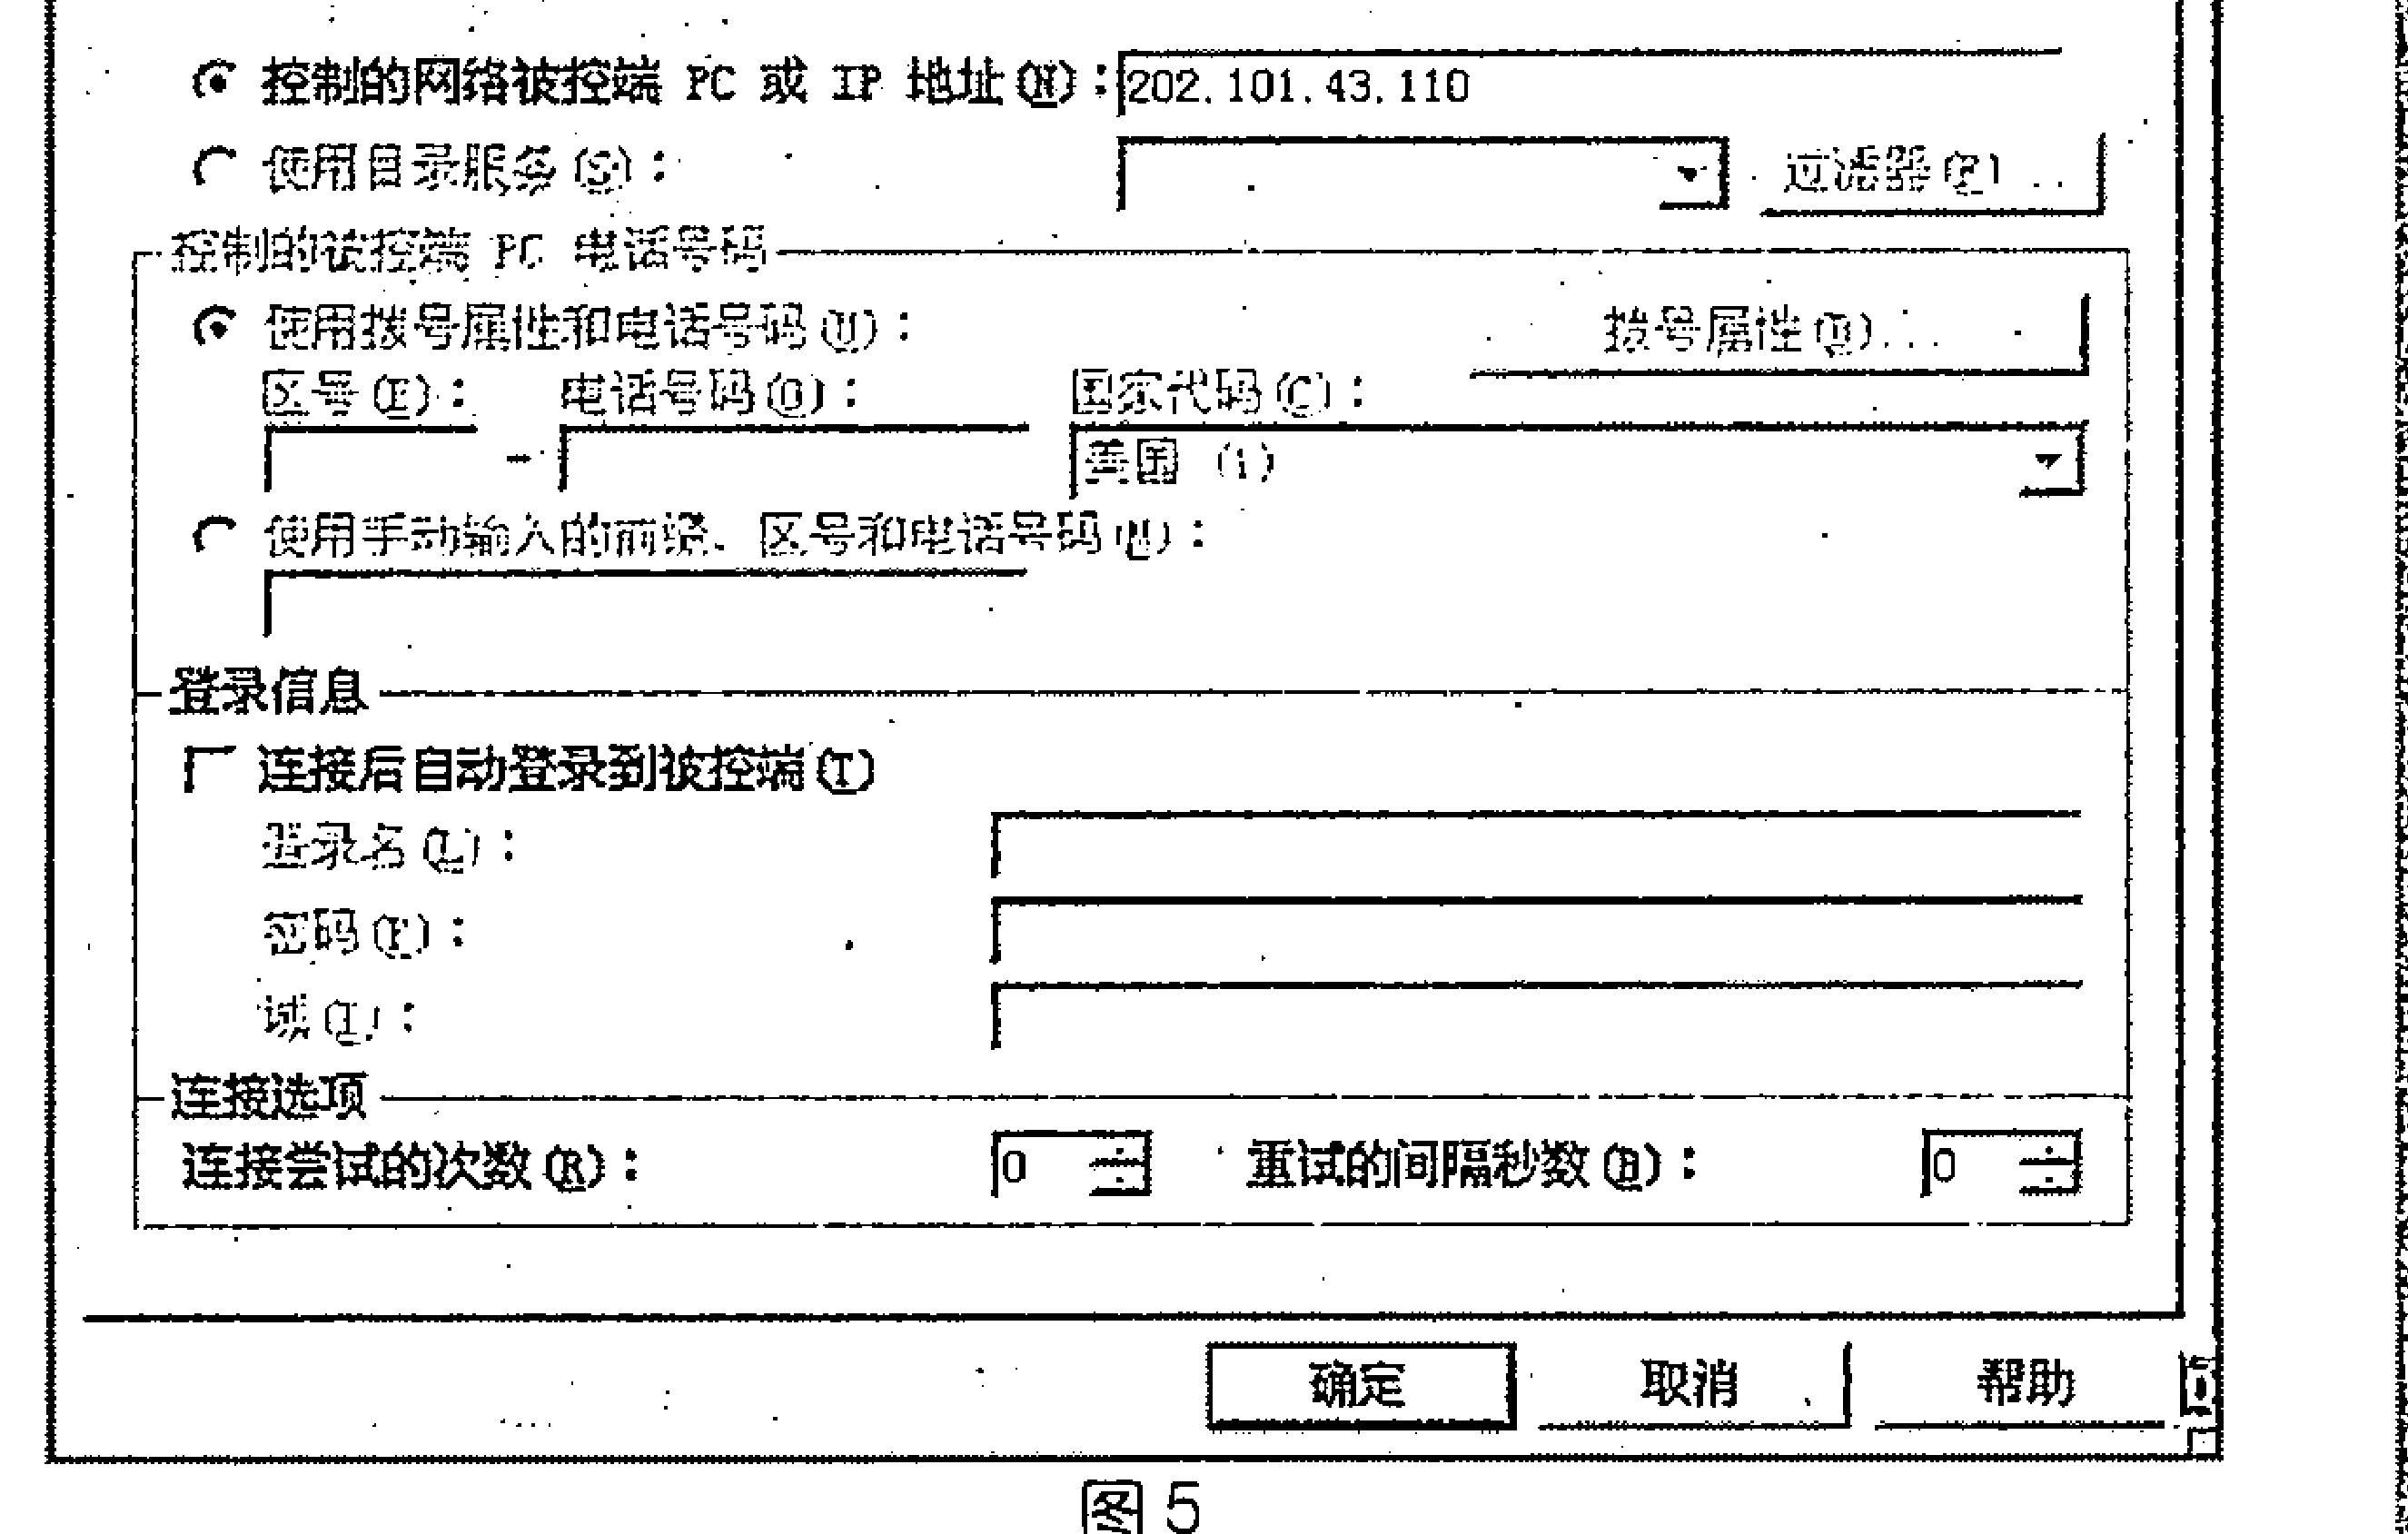 控制的网络被控端 PC 或 IP 地址(N)：202.101.43.110
使用目录服务(S)： 过滤器(F)...
控制的被控端 PC 电话号码
使用拨号属性和电话号码(U)： 拨号属性(D)...
区号(E)： 电话号码(O)： 国家代码(C)：
- 美国 (1)
使用手动输入的前缀、区号和电话号码(M)：
登录信息
连接后自动登录到被控端(T)
登录名(L)：
密码(P)：
域(I)：
连接选项
连接尝试的次数(R)： 0 重试的间隔秒数(B)： 0
确定 取消 帮助
图5